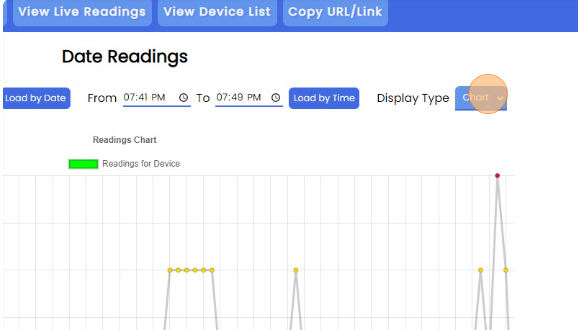 View Live Readings View Device List Copy URL/Link
Date Readings
Load by Date From 07:41 PM To 07:49 PM Load by Time Display Type Chart
Readings Chart
Readings for Device